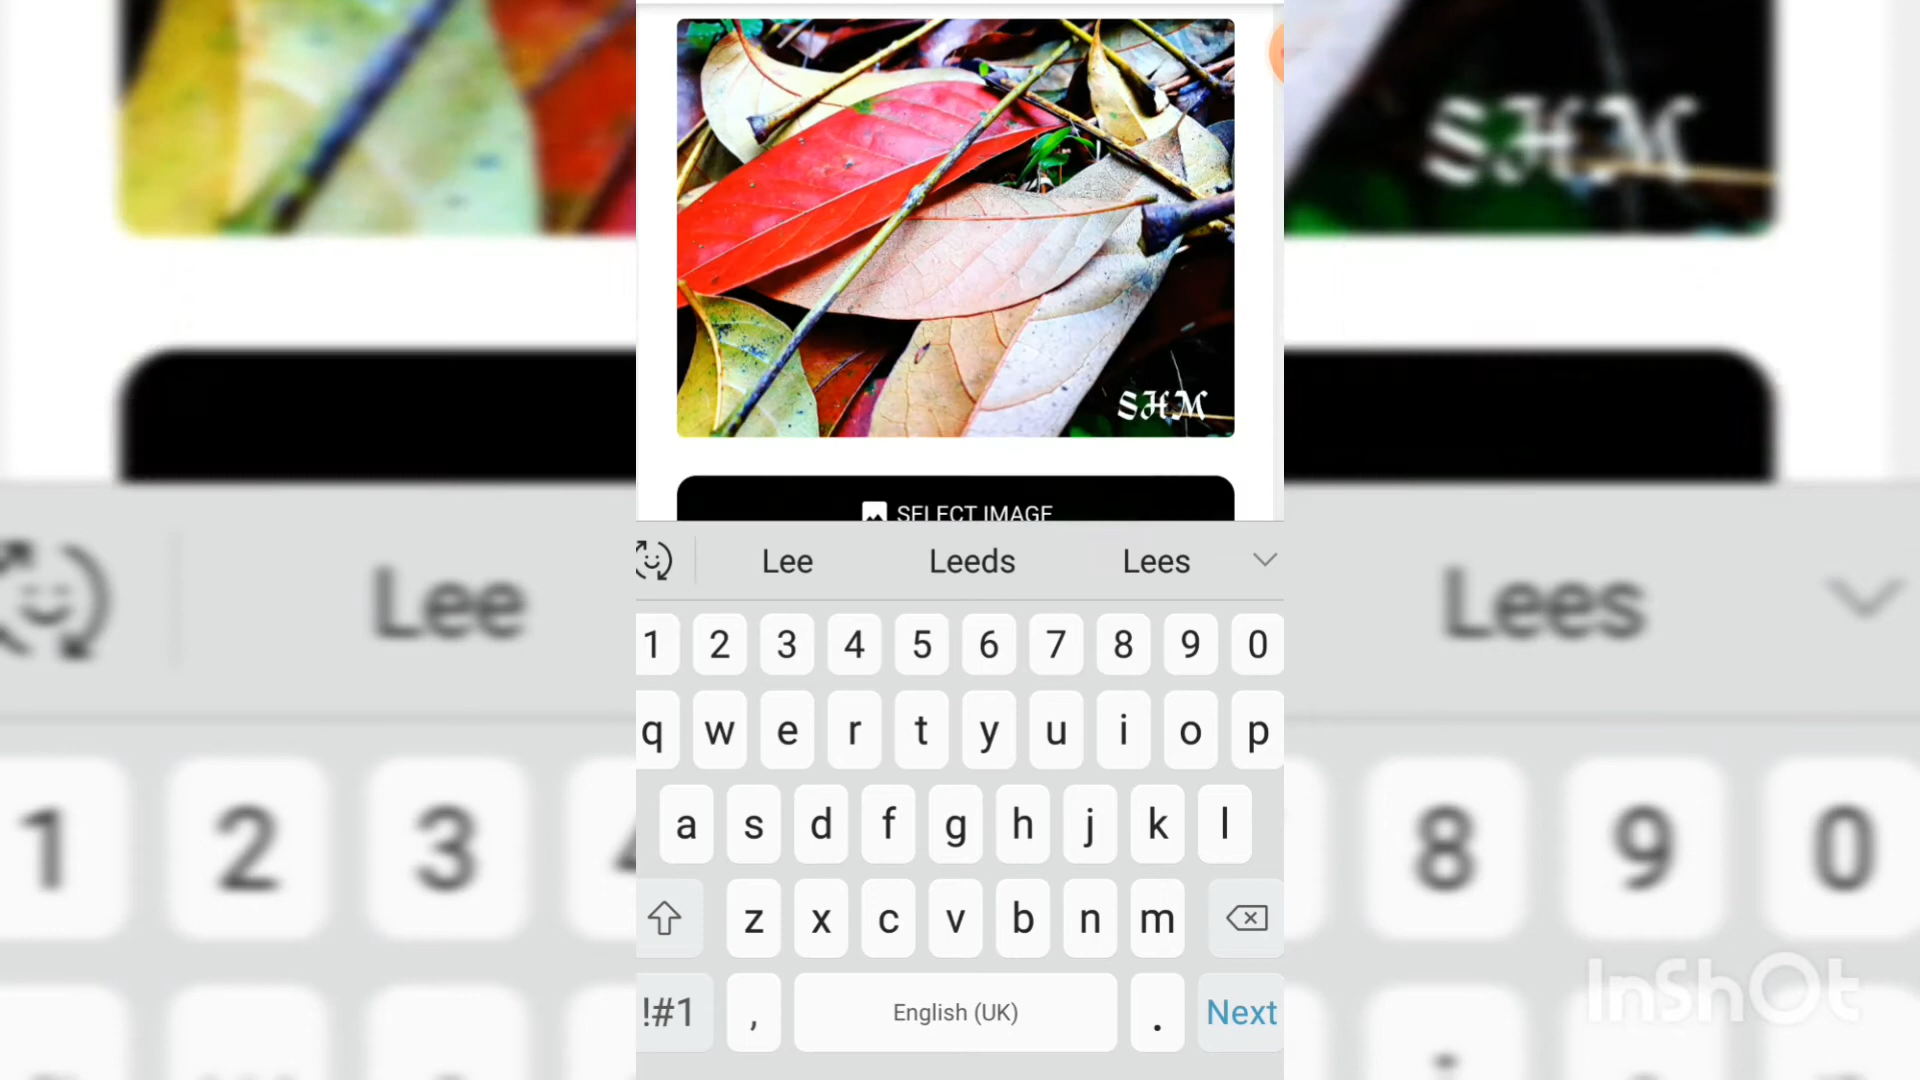 SHM
SHM
SELECT IMAGE
Lee Leeds Lees
Lee
Lees
1 2 3 4 5 6 7 8 9 0
q w e r t y u i o p
a s d f g h j k l
z x c v b n m
!#1 , English (UK) . Next
1 2 3
8 9 0
InShOt